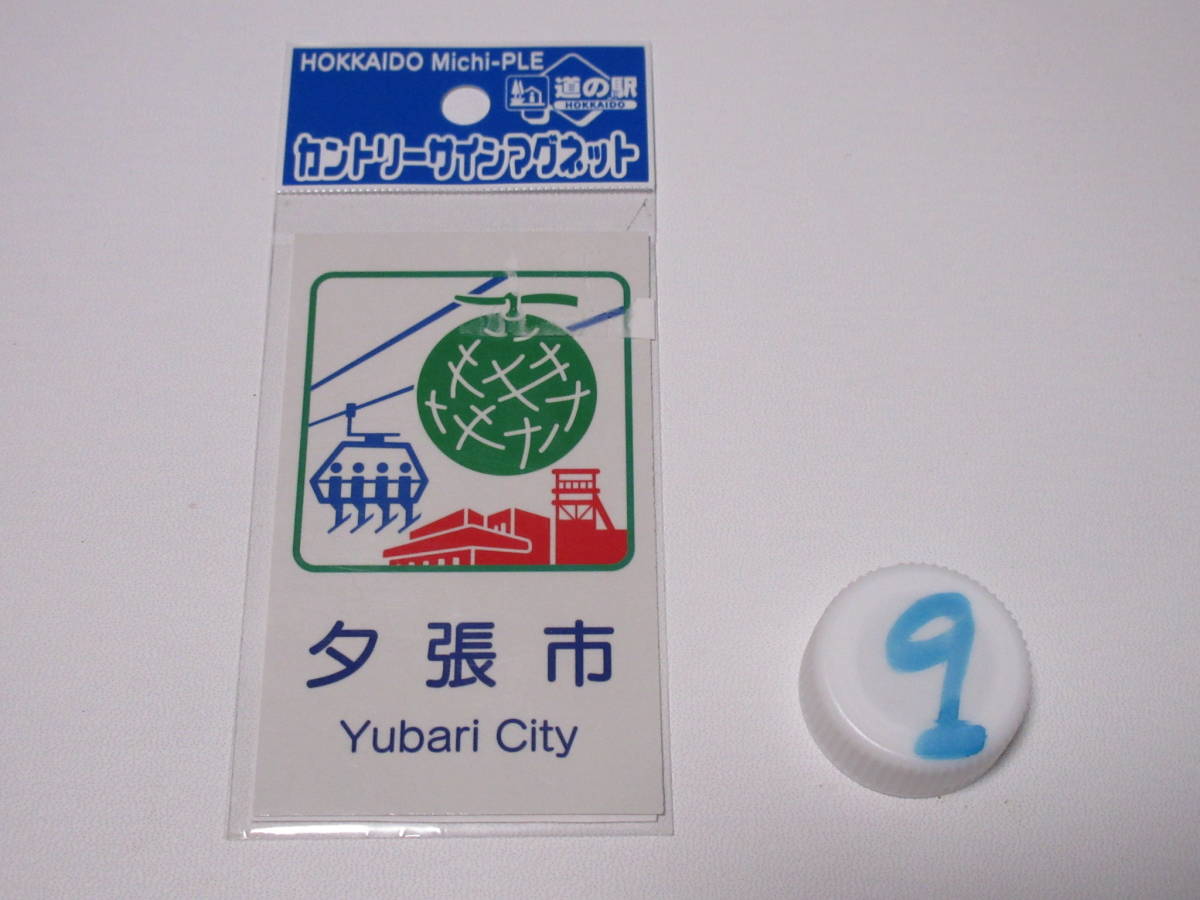 HOKKAIDO Michi-PLE
道の駅
HOKKAIDO
カントリーサインマグネット
夕張市
Yubari City
9